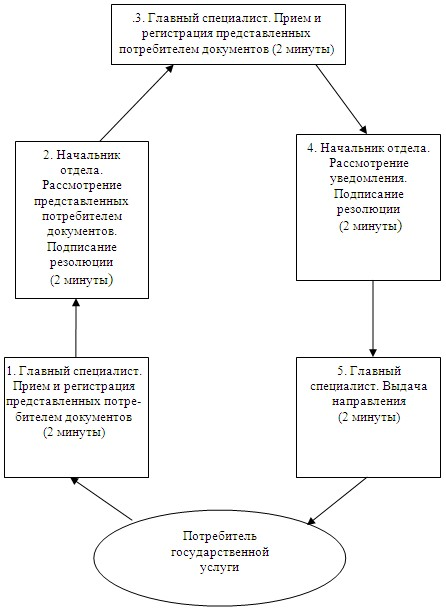 .3. Главный специалист. Прием и
регистрация представленных
потребителем документов (2 минуты)
2. Начальник
отдела.
Рассмотрение
представленных
потребителем
документов.
Подписание
резолюции
(2 минуты)
4. Начальник отдела.
Рассмотрение
уведомления.
Подписание
резолюции
(2 минуты)
1. Главный специалист.
Прием и регистрация
представленных потре-
бителем документов
(2 минуты)
5. Главный
специалист. Выдача
направления
(2 минуты)
Потребитель
государственной
услуги